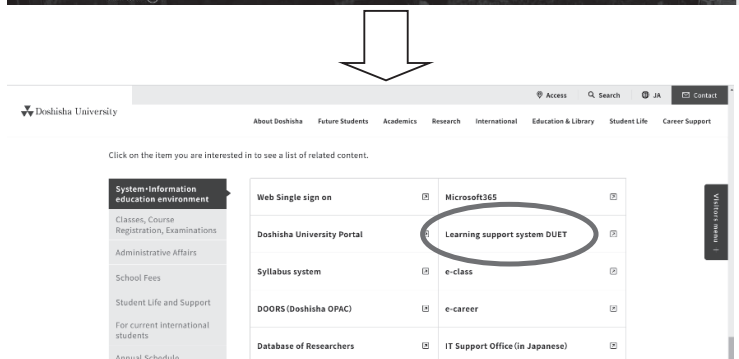 Access Search JA Contact
Doshisha University
About Doshisha Future Students Academics Research International Education & Library Student Life Career Support
Click on the item you are interested in to see a list of related content.
System・Information
education environment
Classes, Course
Registration, Examinations
Administrative Affairs
School Fees
Student Life and Support
For current international
students
Annual Schedule
Web Single sign on
Microsoft365
Doshisha University Portal
Learning support system DUET
Syllabus system
e-class
DOORS(Doshisha OPAC)
e-career
Database of Researchers
IT Support Office(in Japanese)
Visitors menu